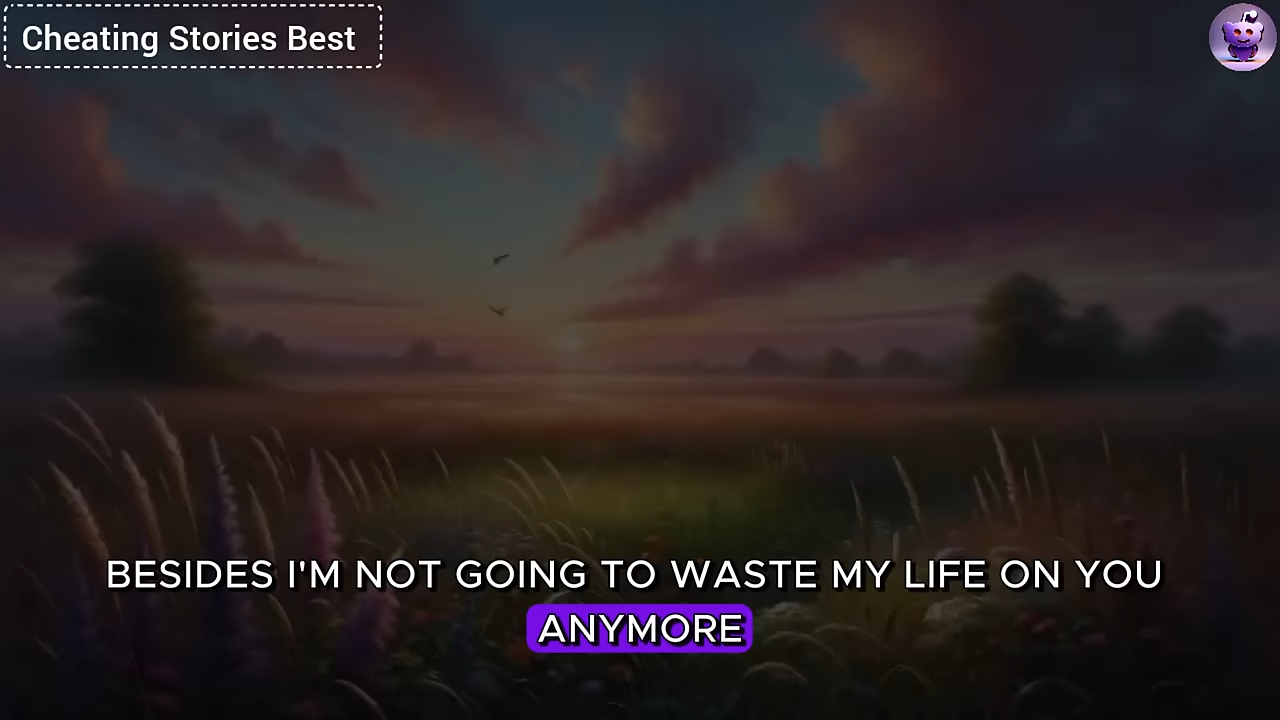 Cheating Stories Best
BESIDES I'M NOT GOING TO WASTE MY LIFE ON YOU
ANYMORE